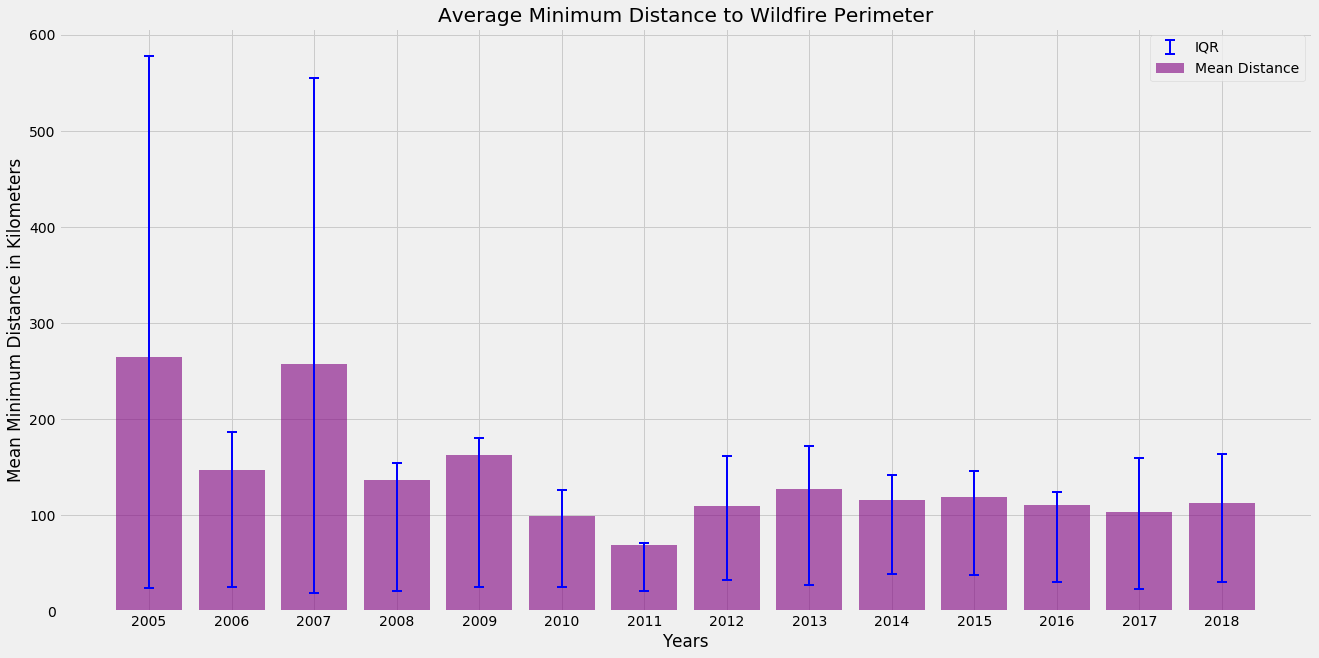 Average Minimum Distance to Wildfire Perimeter
IQR
Mean Distance
Mean Minimum Distance in Kilometers
600
500
400
300
200
100
0
2005 2006 2007 2008 2009 2010 2011 2012 2013 2014 2015 2016 2017 2018
Years